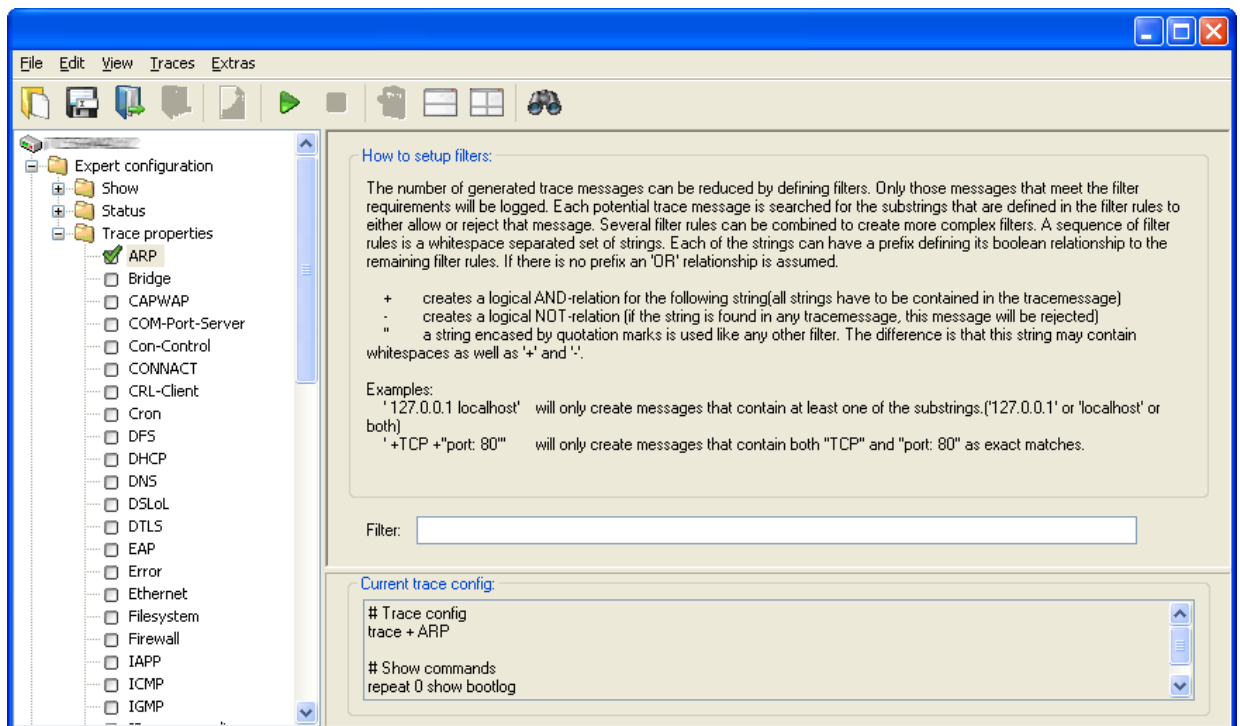 File Edit View Traces Extras
Expert configuration
Show
Status
Trace properties
ARP
Bridge
CAPWAP
COM-Port-Server
Con-Control
CONNACT
CRL-Client
Cron
DFS
DHCP
DNS
DSLoL
DTLS
EAP
Error
Ethernet
Filesystem
Firewall
IAPP
ICMP
IGMP
How to setup filters:
The number of generated trace messages can be reduced by defining filters. Only those messages that meet the filter
requirements will be logged. Each potential trace message is searched for the substrings that are defined in the filter rules to
either allow or reject that message. Several filter rules can be combined to create more complex filters. A sequence of filter
rules is a whitespace separated set of strings. Each of the strings can have a prefix defining its boolean relationship to the
remaining filter rules. If there is no prefix an 'OR' relationship is assumed.
+ creates a logical AND-relation for the following string(all strings have to be contained in the tracemessage)
- creates a logical NOT-relation (if the string is found in any tracemessage, this message will be rejected)
" a string encased by quotation marks is used like any other filter. The difference is that this string may contain
whitespaces as well as '+' and '-'.
Examples:
' 127.0.0.1 localhost' will only create messages that contain at least one of the substrings.('127.0.0.1' or 'localhost' or
both)
' +TCP +"port: 80"' will only create messages that contain both "TCP" and "port: 80" as exact matches.
Filter:
Current trace config:
# Trace config
trace + ARP
# Show commands
repeat 0 show bootlog